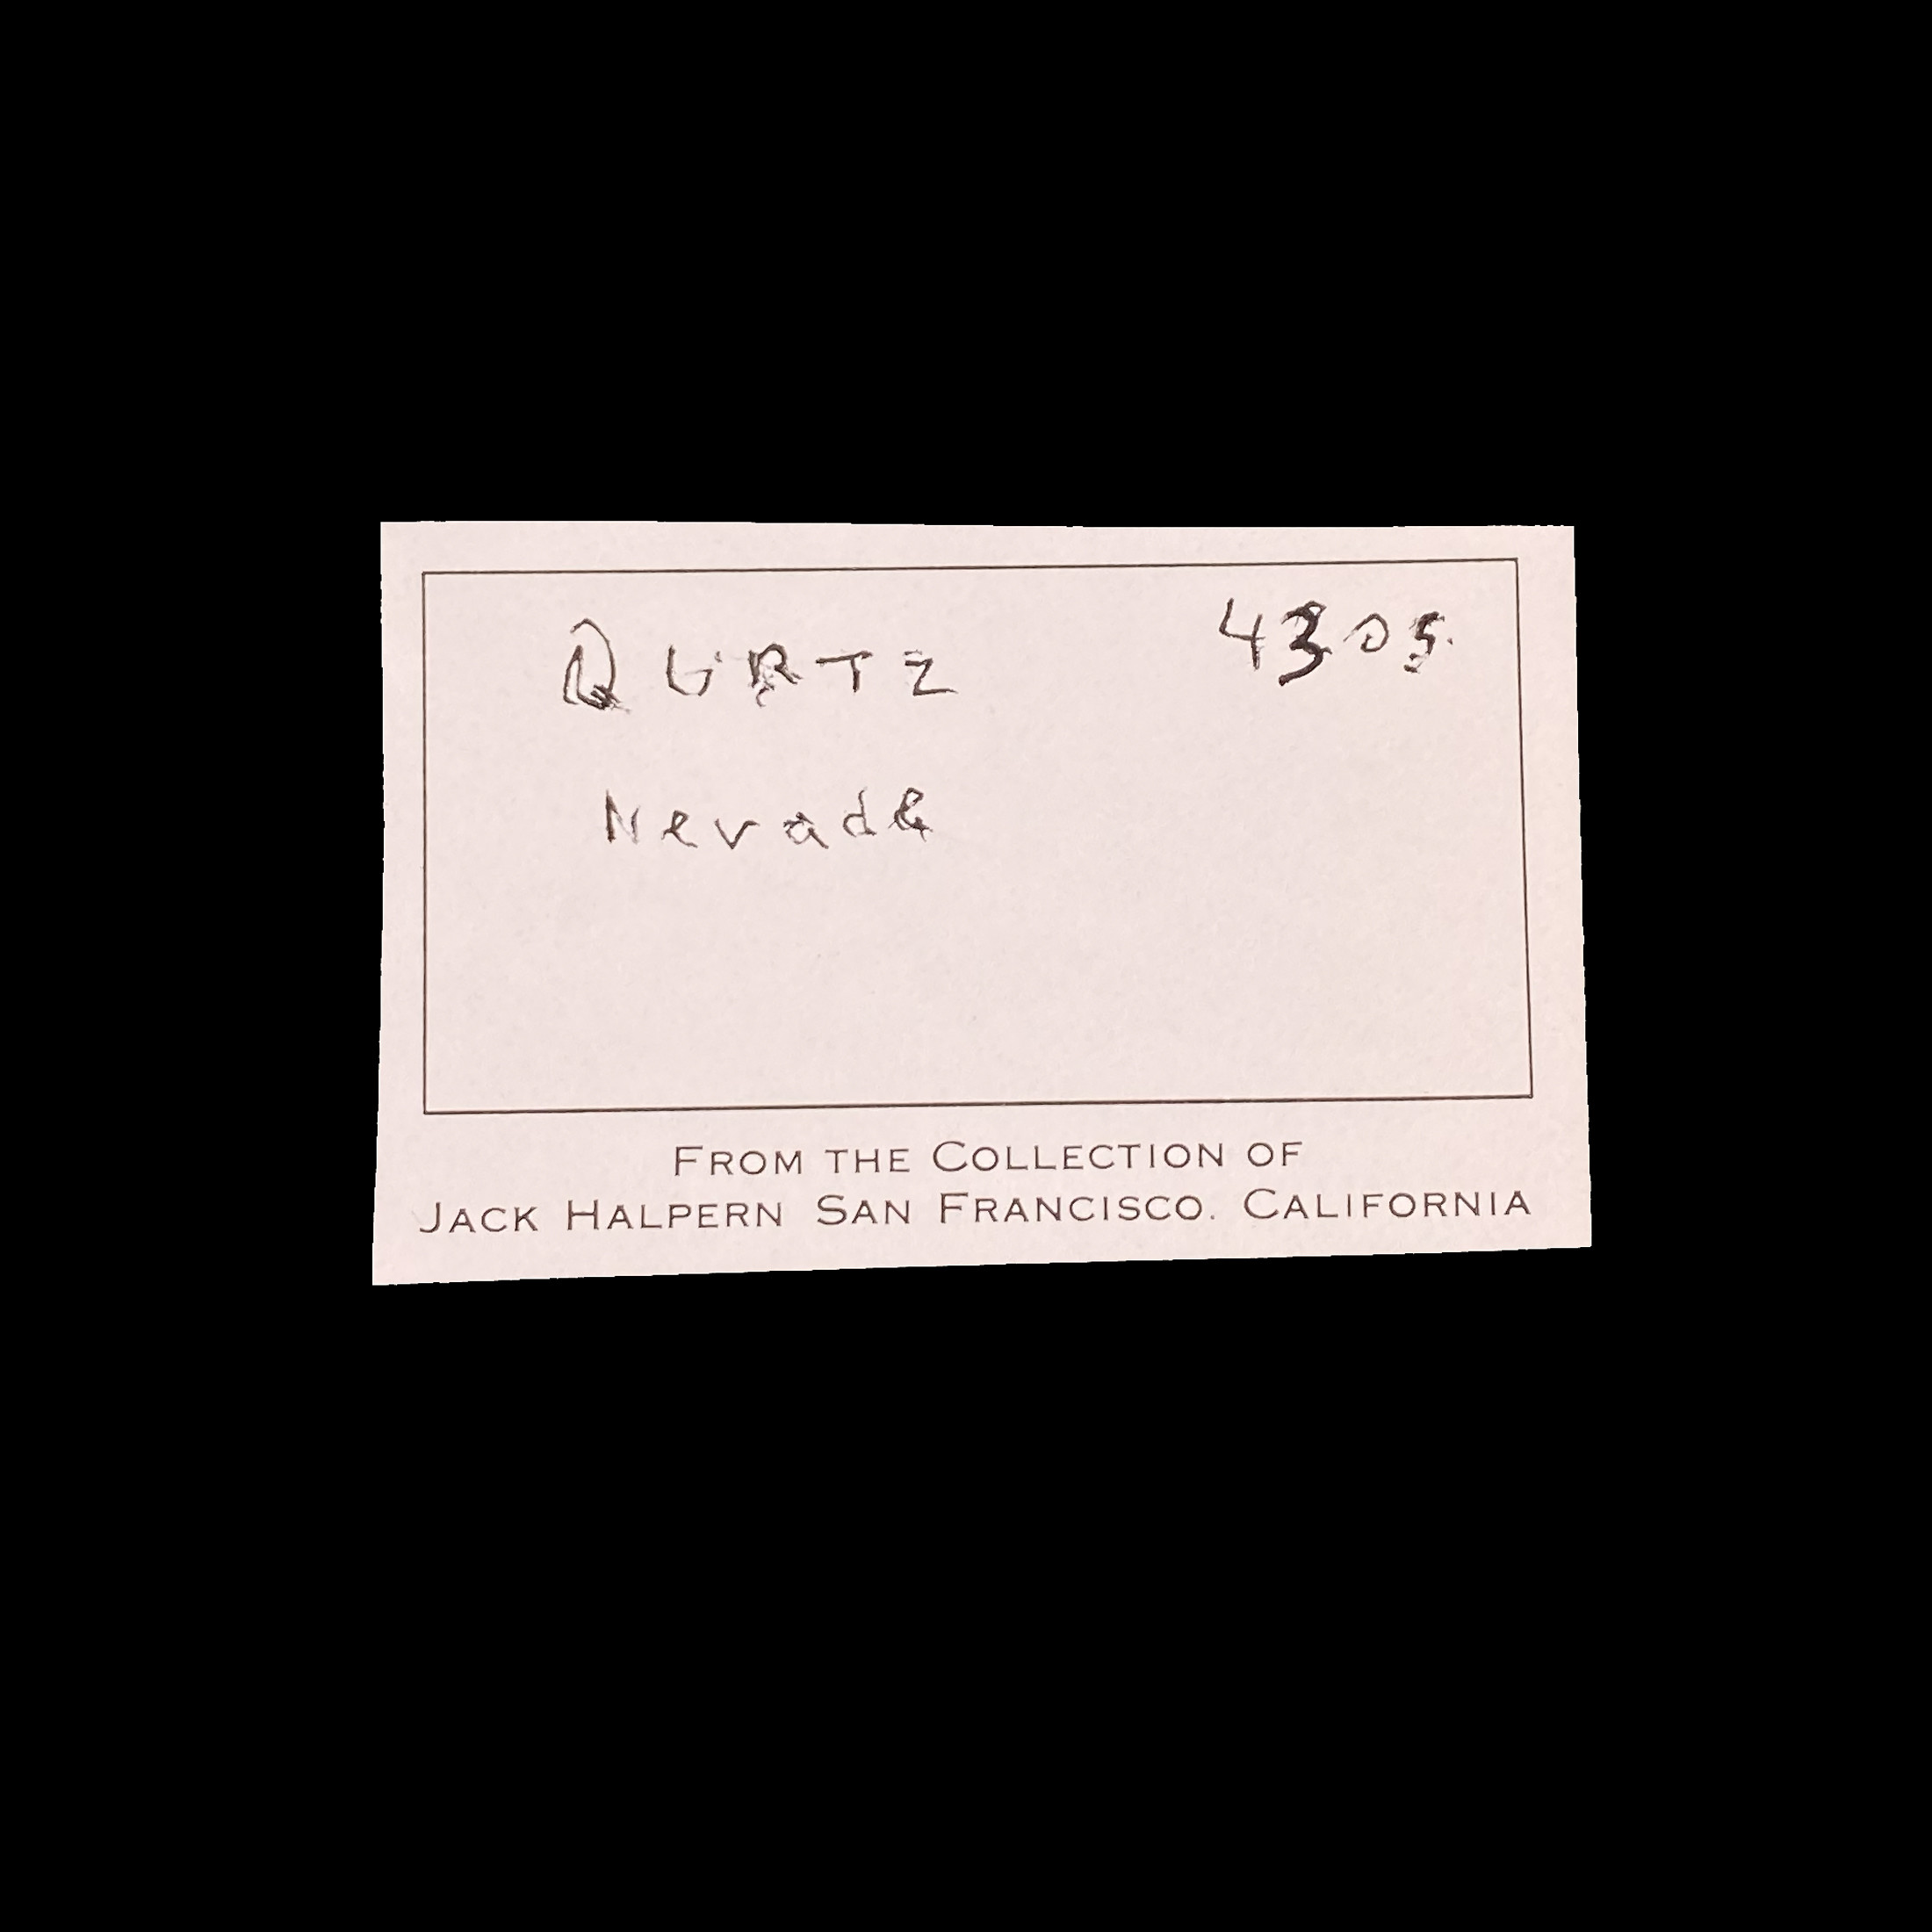 QURTZ 4305
Nevada
FROM THE COLLECTION OF
JACK HALPERN SAN FRANCISCO. CALIFORNIA